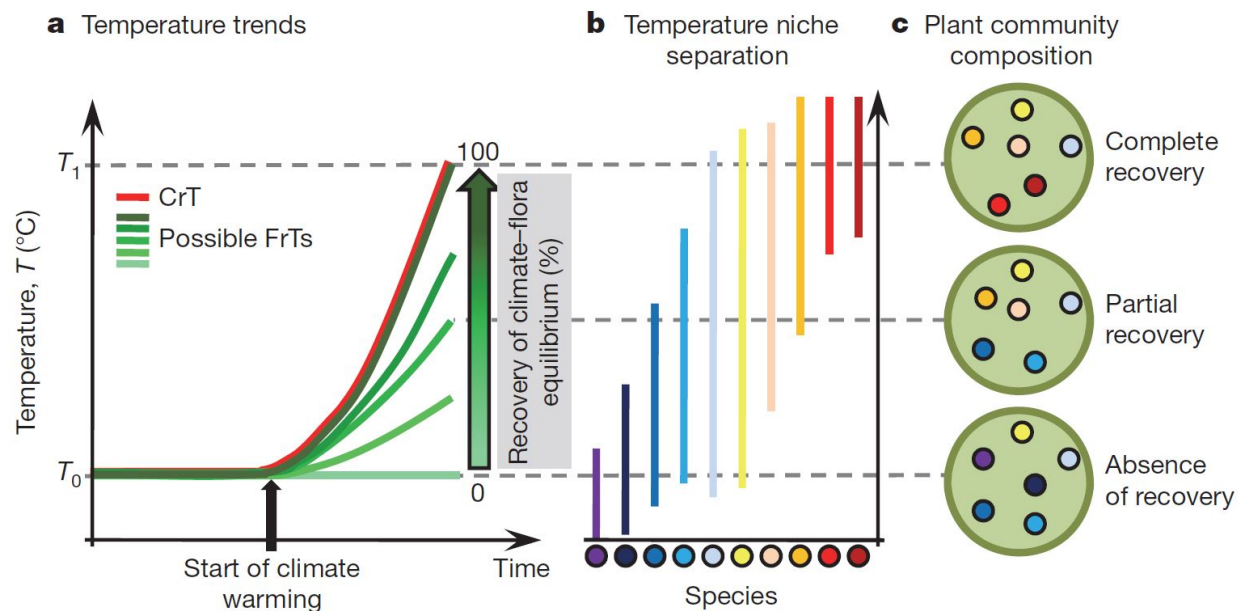 a Temperature trends
T1
T0
Temperature, T (°C)
CrT
Possible FrTs
100
0
Recovery of climate–flora
equilibrium (%)
Start of climate
warming
Time
b Temperature niche
separation
Species
c Plant community
composition
Complete
recovery
Partial
recovery
Absence
of recovery